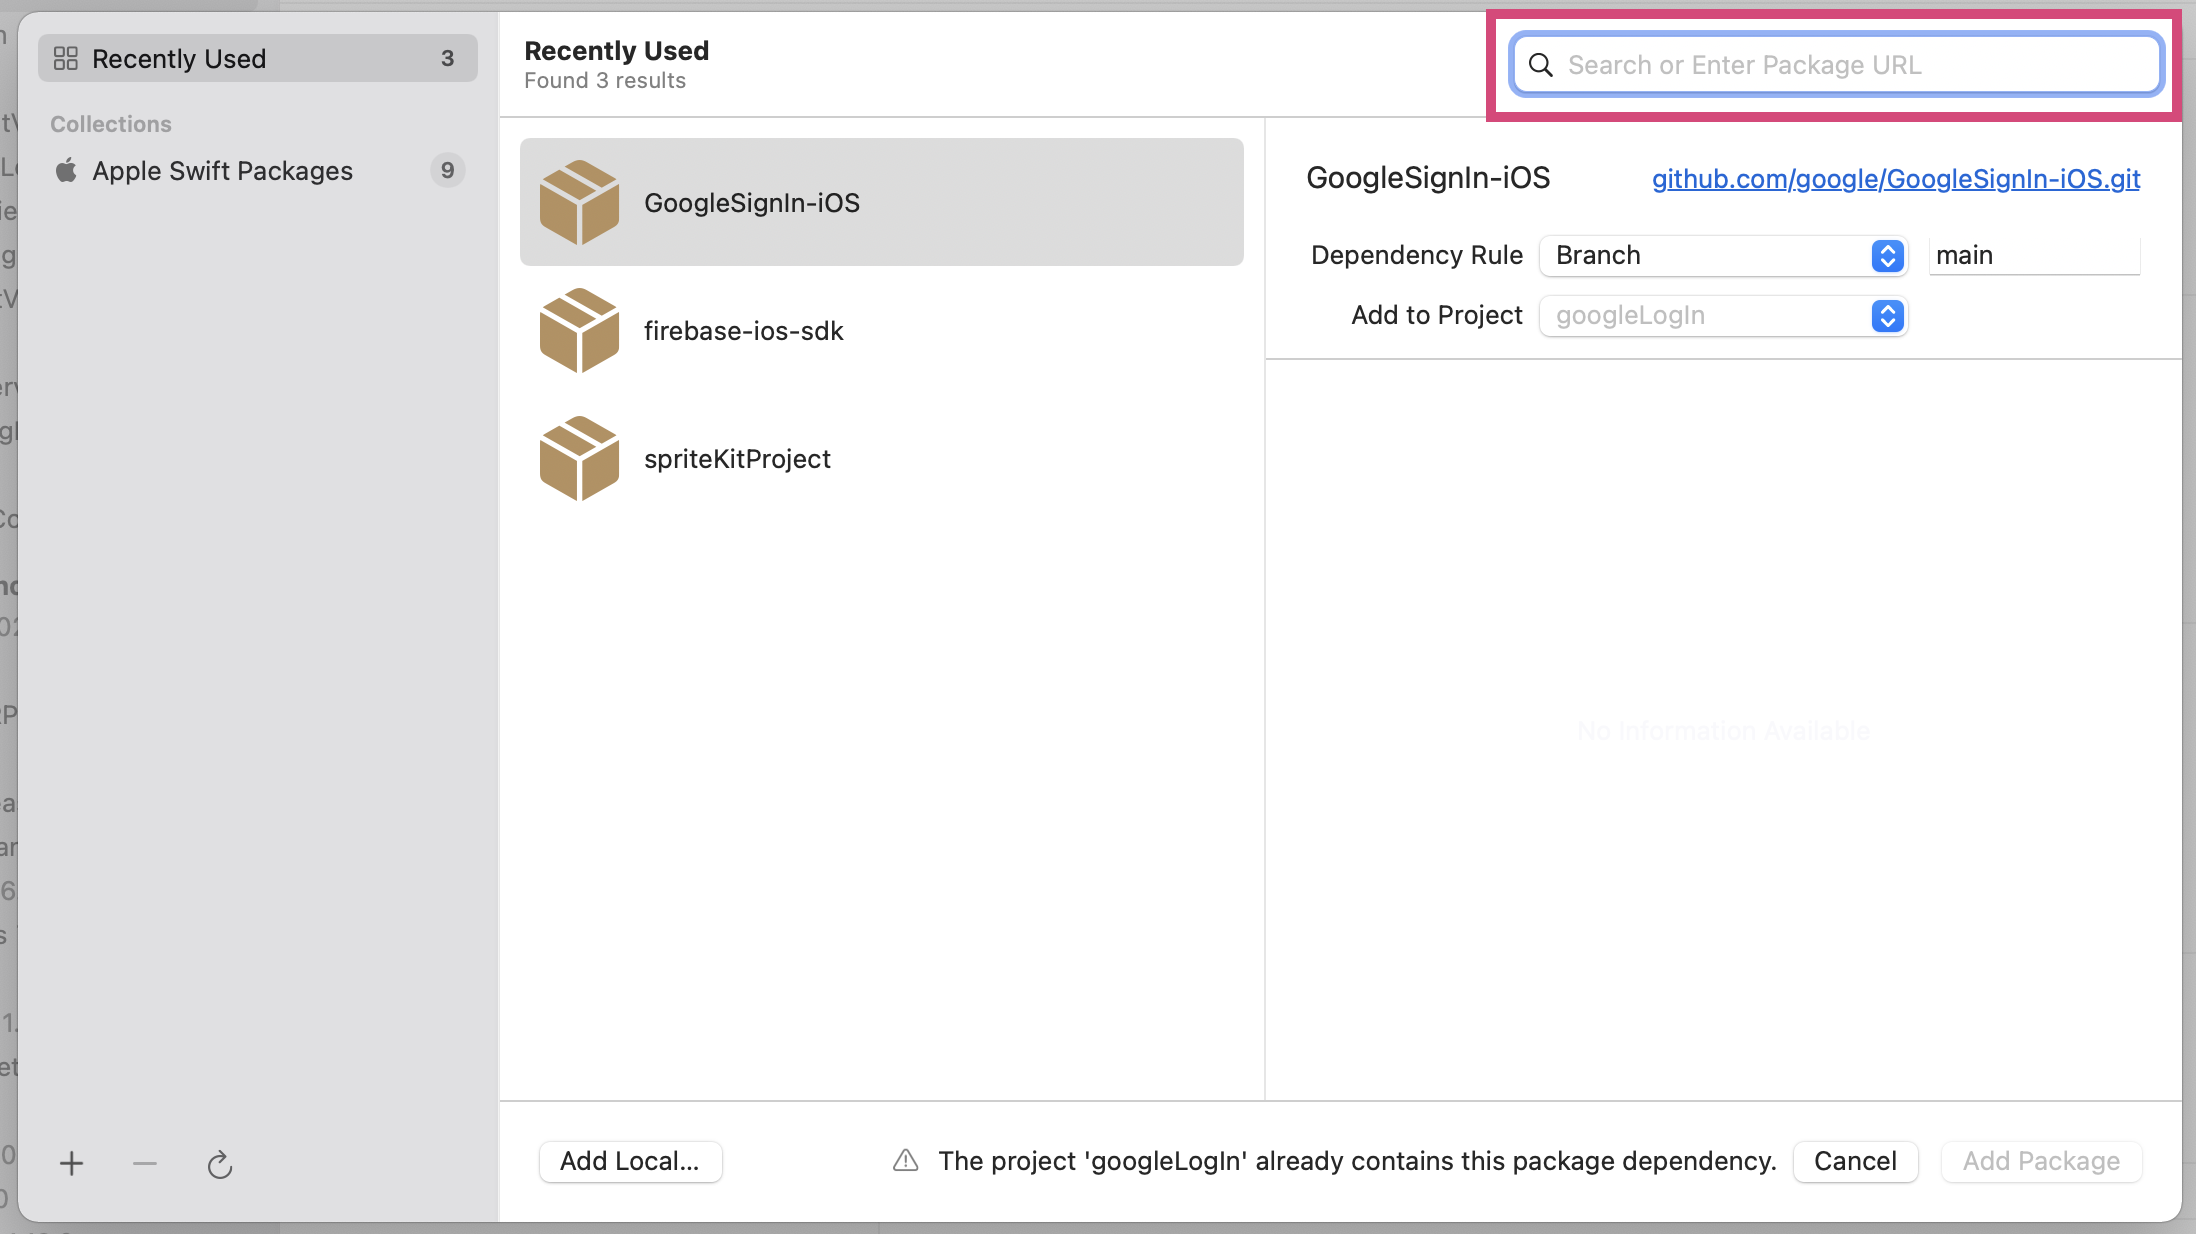 Recently Used 3
Collections
Apple Swift Packages 9
Recently Used
Found 3 results
Search or Enter Package URL
GoogleSignIn-iOS
firebase-ios-sdk
spriteKitProject
GoogleSignIn-iOS github.com/google/GoogleSignIn-iOS.git
Dependency Rule Branch main
Add to Project googleLogIn
No Information Available
Add Local...
The project 'googleLogIn' already contains this package dependency.
Cancel
Add Package